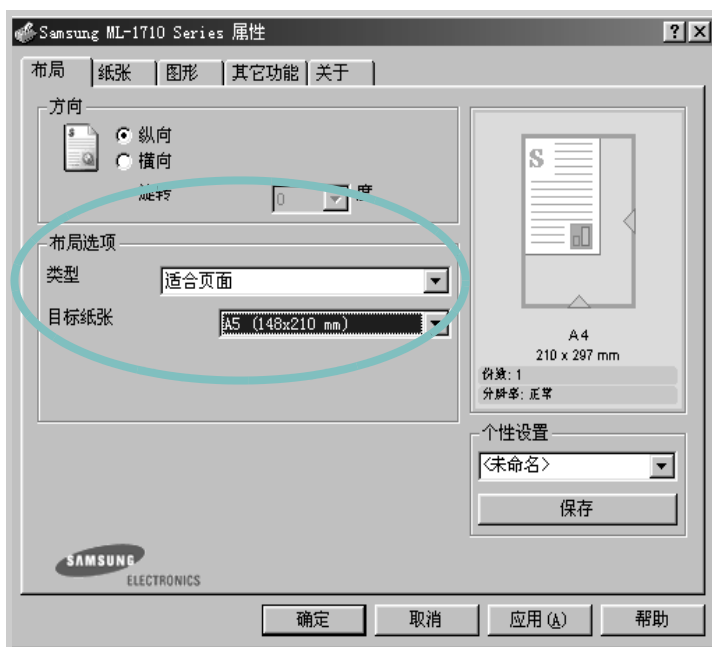 Samsung ML-1710 Series 属性
布局 纸张 图形 其它功能 关于
方向
纵向
横向
旋转 0 度
布局选项
类型 适合页面
目标纸张 A5 (148x210 mm)
S
S
A4
210 x 297 mm
份数: 1
分辨率: 正常
个性设置
<未命名>
保存
SAMSUNG
ELECTRONICS
确定 取消 应用(A) 帮助